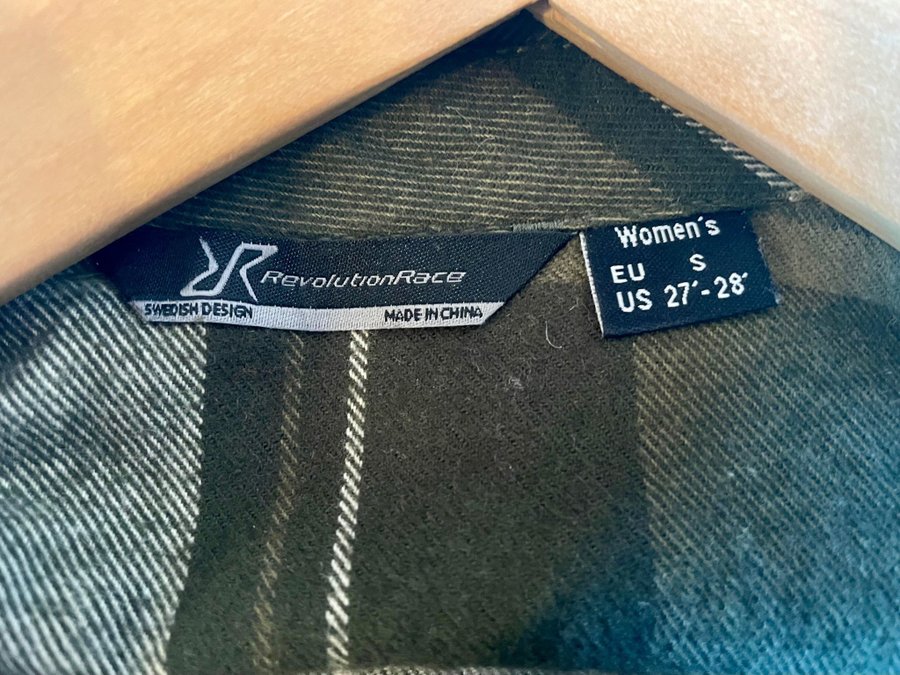 RevolutionRace
SWEDISH DESIGN
MADE IN CHINA
Women´s
EU S
US 27´-28´